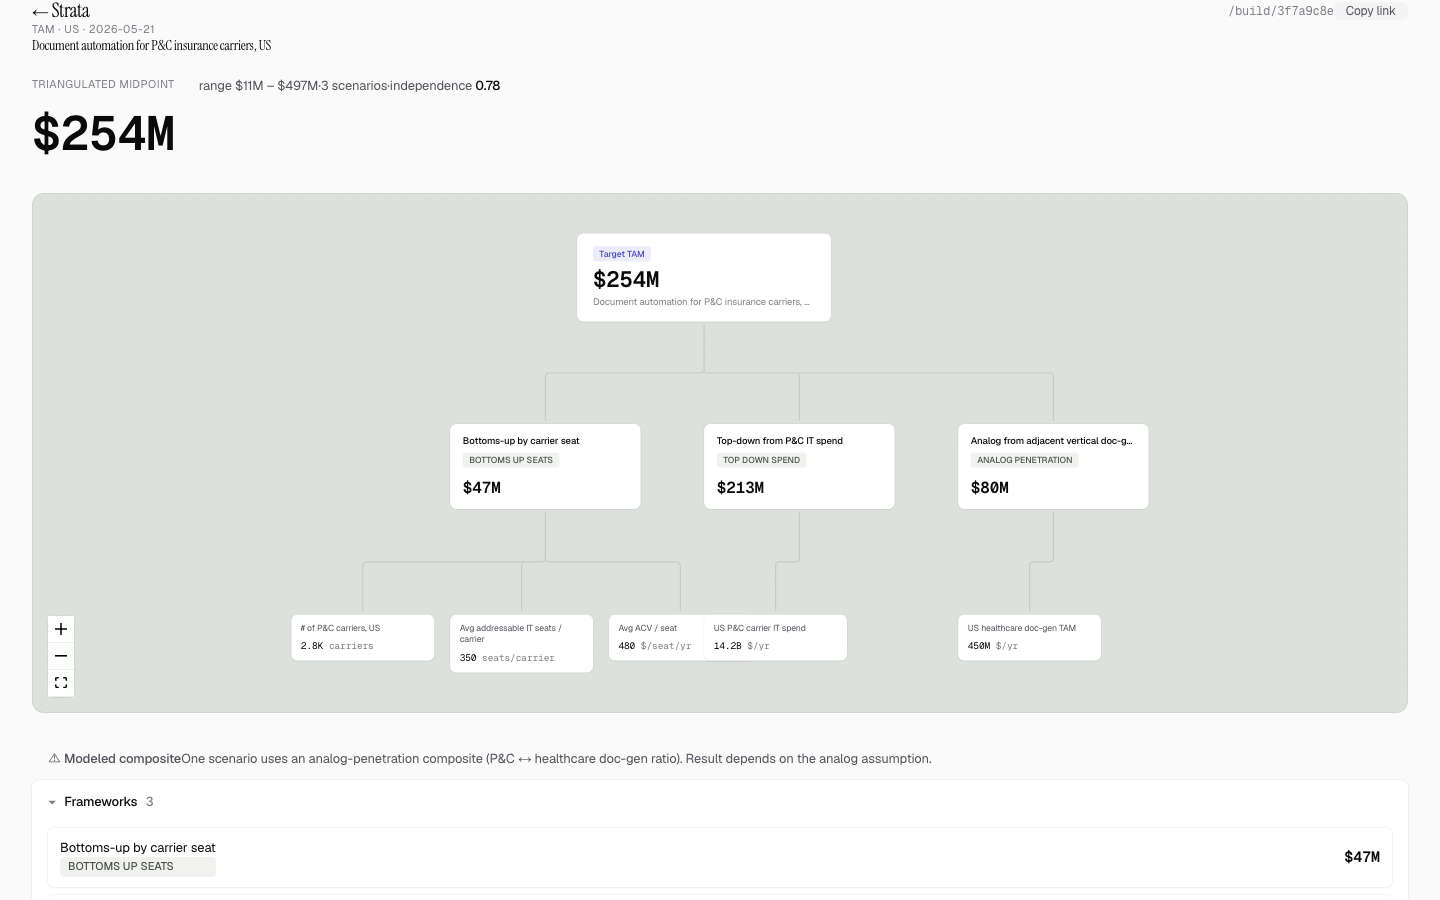 ← Strata
/build/3f7a9c8e Copy link
TAM · US · 2026-05-21
Document automation for P&C insurance carriers, US
TRIANGULATED MIDPOINT
range $11M – $497M·3 scenarios·independence 0.78
$254M
Target TAM
$254M
Document automation for P&C insurance carriers, …
Bottoms-up by carrier seat
BOTTOMS UP SEATS
$47M
Top-down from P&C IT spend
TOP DOWN SPEND
$213M
Analog from adjacent vertical doc-g…
ANALOG PENETRATION
$80M
# of P&C carriers, US
2.8K carriers
Avg addressable IT seats /
carrier
350 seats/carrier
Avg ACV / seat
480 $/seat/yr
US P&C carrier IT spend
14.2B $/yr
US healthcare doc-gen TAM
450M $/yr
⚠ Modeled compositeOne scenario uses an analog-penetration composite (P&C ↔ healthcare doc-gen ratio). Result depends on the analog assumption.
Frameworks 3
Bottoms-up by carrier seat
BOTTOMS UP SEATS
$47M